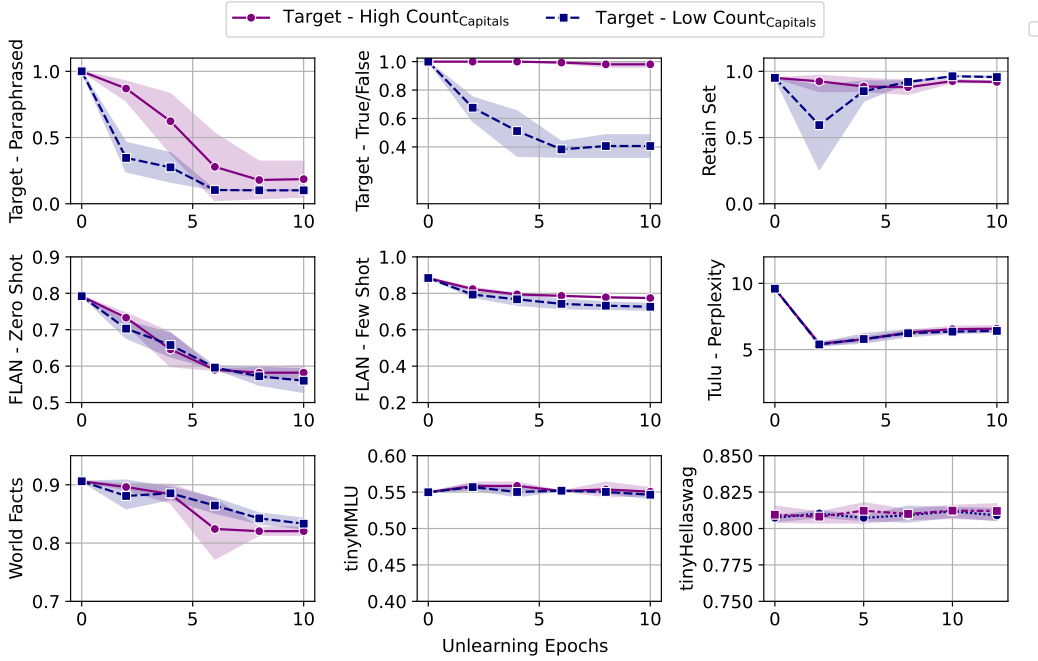 Target - High Count_Capitals Target - Low Count_Capitals
Target - Paraphrased
1.0
0.5
0.0
0 5 10
Target - True/False
1.0
0.8
0.6
0.4
0 5 10
Retain Set
1.0
0.5
0.0
0 5 10
FLAN - Zero Shot
0.9
0.8
0.7
0.6
0.5
0 5 10
FLAN - Few Shot
1.0
0.8
0.6
0.4
0.2
0 5 10
Tulu - Perplexity
10
5
0 5 10
World Facts
0.9
0.8
0.7
0 5 10
tinyMMLU
0.60
0.55
0.50
0.45
0.40
0 5 10
tinyHellaswag
0.850
0.825
0.800
0.775
0.750
0 5 10
Unlearning Epochs